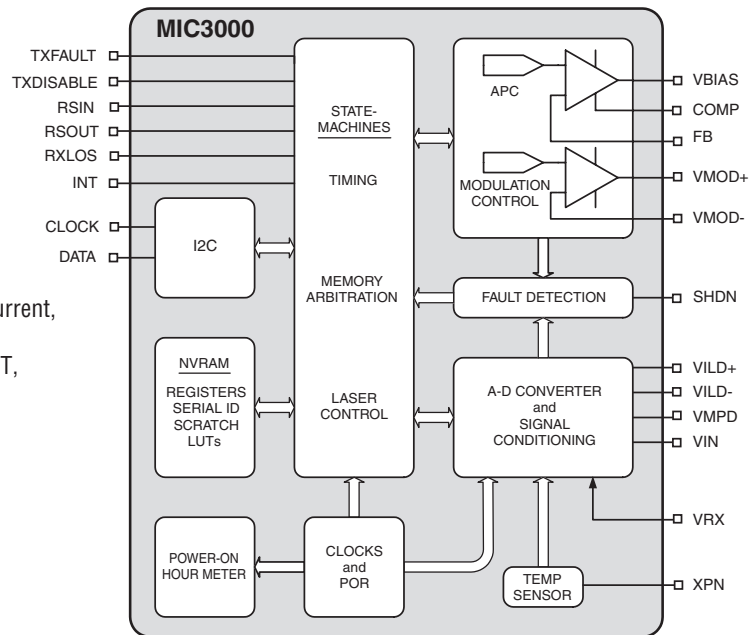 MIC3000
TXFAULT
TXDISABLE
RSIN
RSOUT
RXLOS
INT
CLOCK
DATA
urrent,
T,
I2C
NVRAM
REGISTERS
SERIAL ID
SCRATCH
LUTs
POWER-ON
HOUR METER
STATE-
MACHINES
TIMING
MEMORY
ARBITRATION
LASER
CONTROL
CLOCKS
and
POR
APC
MODULATION
CONTROL
FAULT DETECTION
A-D CONVERTER
and
SIGNAL
CONDITIONING
TEMP
SENSOR
VBIAS
COMP
FB
VMOD+
VMOD-
SHDN
VILD+
VILD-
VMPD
VIN
VRX
XPN